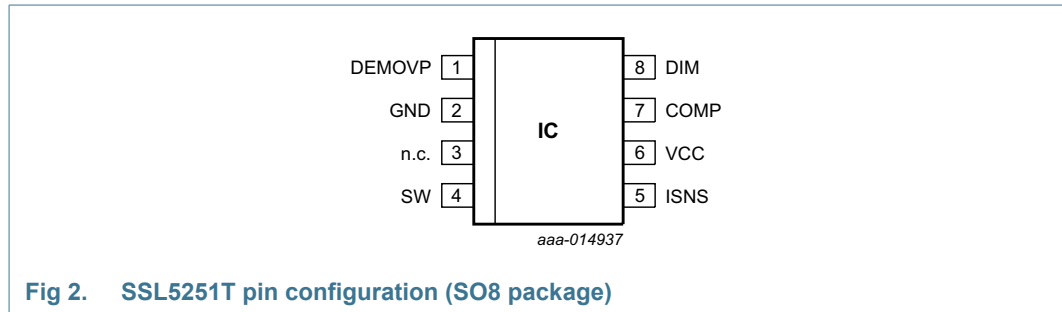 DEMOVP 1 8 DIM
GND 2 7 COMP
IC
n.c. 3 6 VCC
SW 4 5 ISNS
aaa-014937
Fig 2. SSL5251T pin configuration (SO8 package)